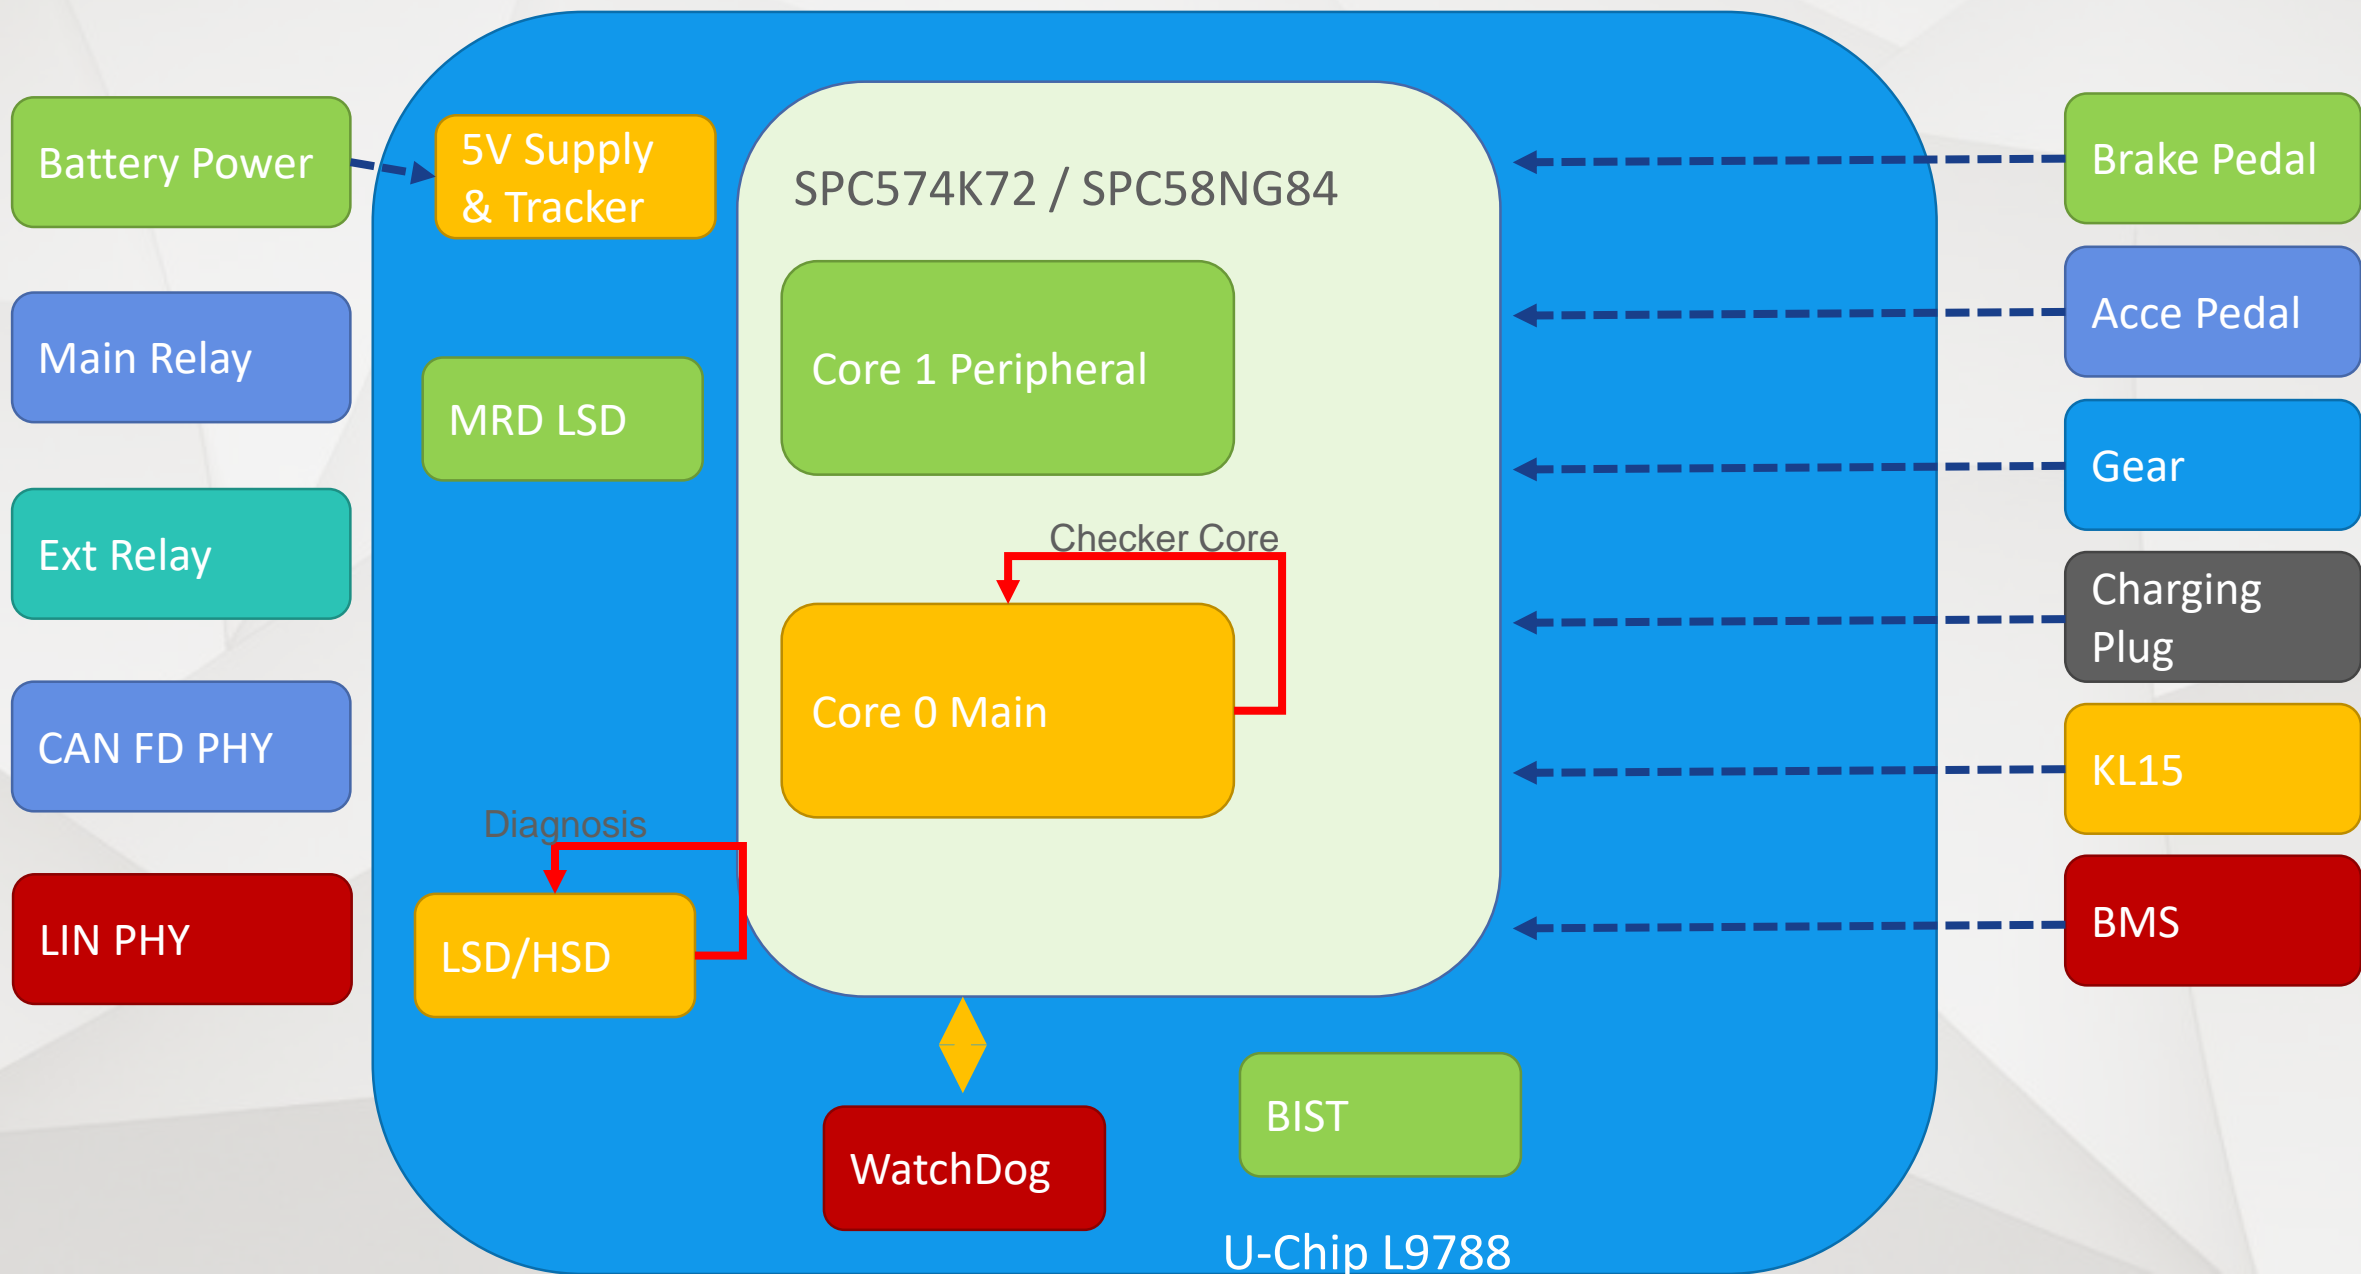 Battery Power
Main Relay
Ext Relay
CAN FD PHY
LIN PHY
5V Supply
& Tracker
MRD LSD
Diagnosis
LSD/HSD
SPC574K72 / SPC58NG84
Core 1 Peripheral
Checker Core
Core 0 Main
WatchDog
BIST
U-Chip L9788
Brake Pedal
Acce Pedal
Gear
Charging
Plug
KL15
BMS